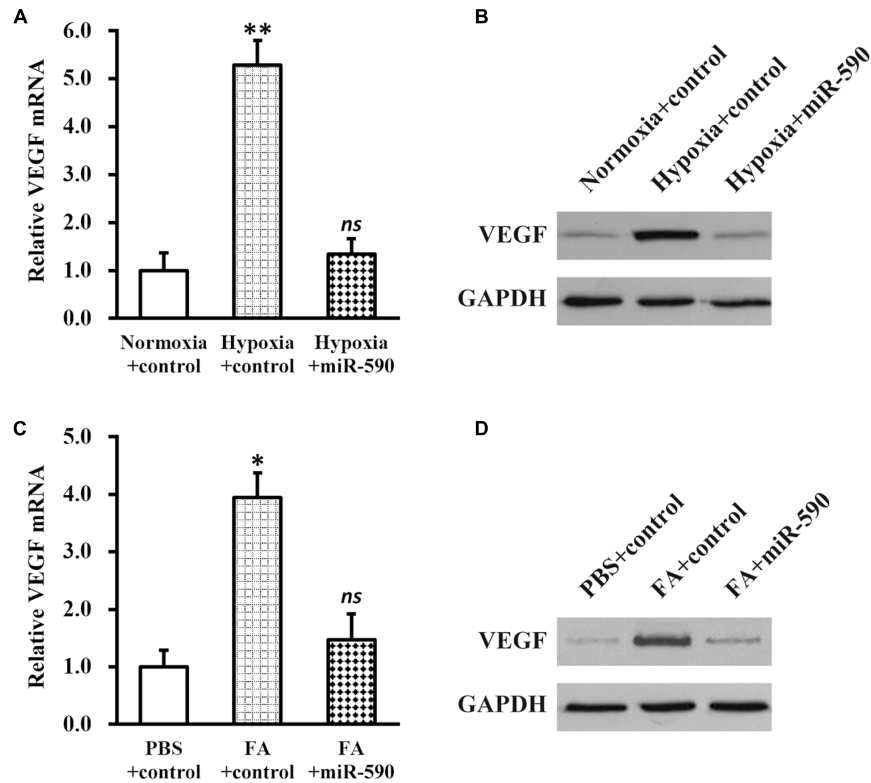 A
Relative VEGF mRNA
6.0
5.0
4.0
3.0
2.0
1.0
0.0
**
ns
Normoxia
+control
Hypoxia
+control
Hypoxia
+miR-590
B
Normoxia+control
Hypoxia+control
Hypoxia+miR-590
VEGF
GAPDH
C
Relative VEGF mRNA
5.0
4.0
3.0
2.0
1.0
0.0
*
ns
PBS
+control
FA
+control
FA
+miR-590
D
PBS+control
FA+control
FA+miR-590
VEGF
GAPDH